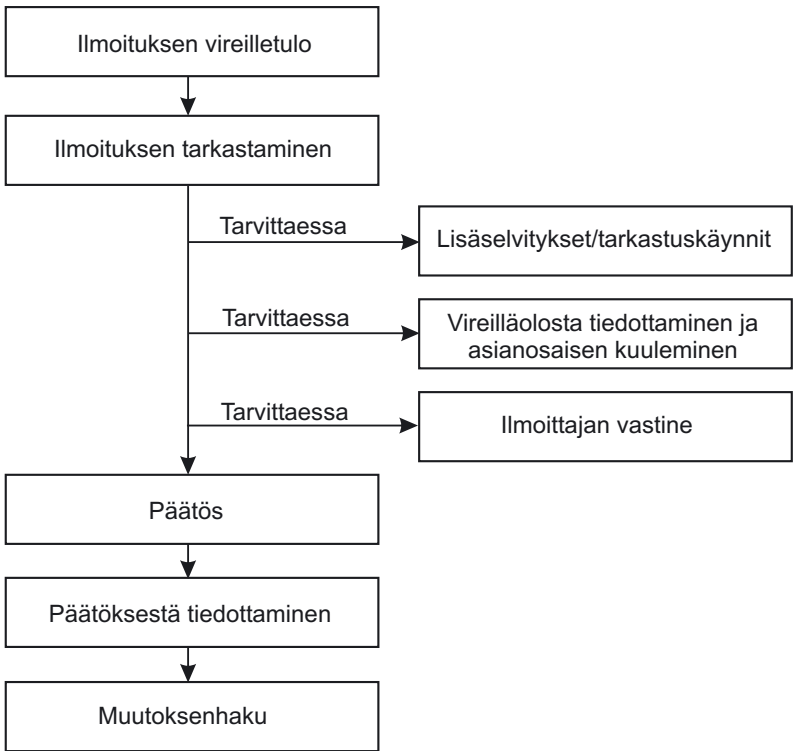 Ilmoituksen vireilletulo
Ilmoituksen tarkastaminen
Tarvittaessa
Lisäselvitykset/tarkastuskäynnit
Tarvittaessa
Vireilläolosta tiedottaminen ja
asianosaisen kuuleminen
Tarvittaessa
Ilmoittajan vastine
Päätös
Päätöksestä tiedottaminen
Muutoksenhaku